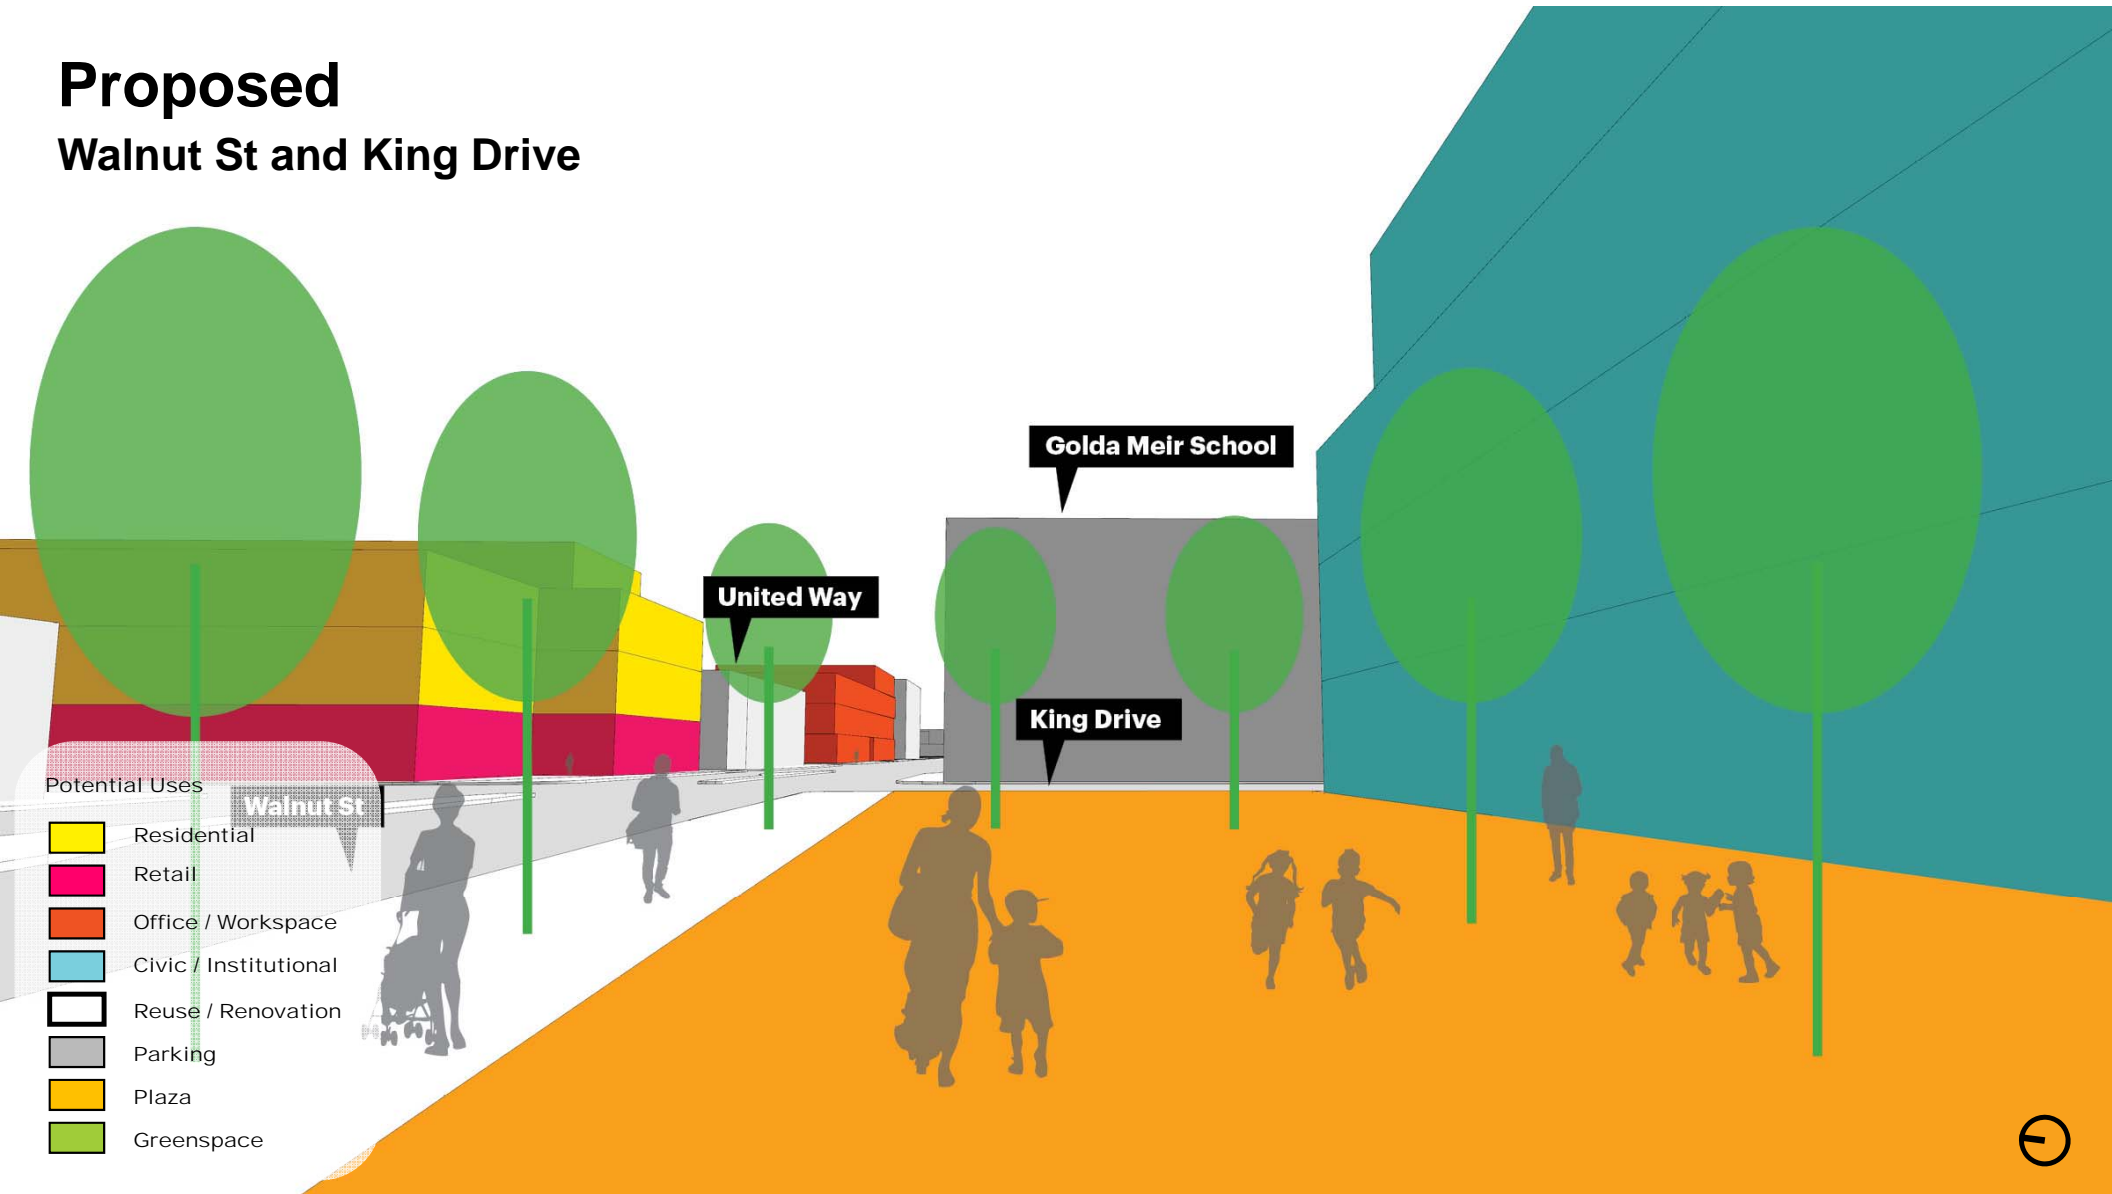 Proposed
Walnut St and King Drive
Golda Meir School
United Way
King Drive
Walnut St
Potential Uses
Residential
Retail
Office / Workspace
Civic / Institutional
Reuse / Renovation
Parking
Plaza
Greenspace